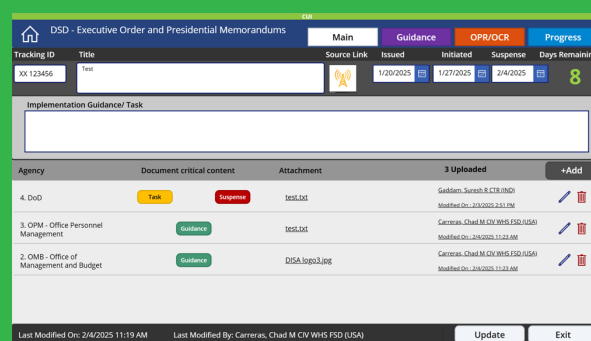 CUI
DSD - Executive Order and Presidential Memorandums
Main
Guidance
OPR/OCR
Progress
Tracking ID Title Source Link Issued Initiated Suspense Days Remainin
XX 123456
Test
1/20/2025
1/27/2025
2/4/2025
8
Implementation Guidance/ Task
Agency Document critical content Attachment 3 Uploaded +Add
4. DoD Task Suspense test.txt
Gaddam, Suresh R CTR (IND)
Modified On : 2/3/2025 2:51 PM
3. OPM - Office Personnel
Management
Guidance
test.txt
Carreras, Chad M CIV WHS FSD (USA)
Modified On : 2/4/2025 11:23 AM
2. OMB - Office of
Management and Budget
Guidance
DISA logo3.jpg
Carreras, Chad M CIV WHS FSD (USA)
Modified On : 2/4/2025 11:23 AM
Last Modified On: 2/4/2025 11:19 AM Last Modified By: Carreras, Chad M CIV WHS FSD (USA) Update Exit